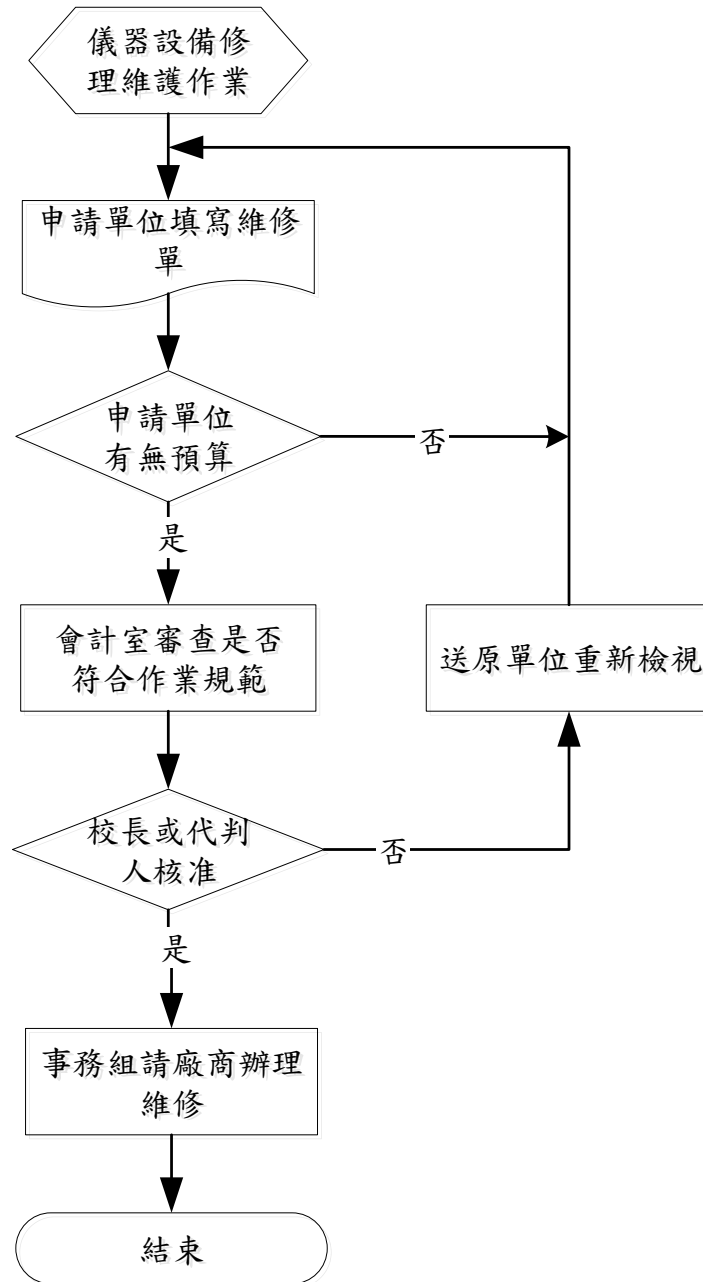 儀器設備修
理維護作業
申請單位填寫維修
單
申請單位
有無預算
否
是
會計室審查是否
符合作業規範
送原單位重新檢視
校長或代判
人核准
否
是
事務組請廠商辦理
維修
結束